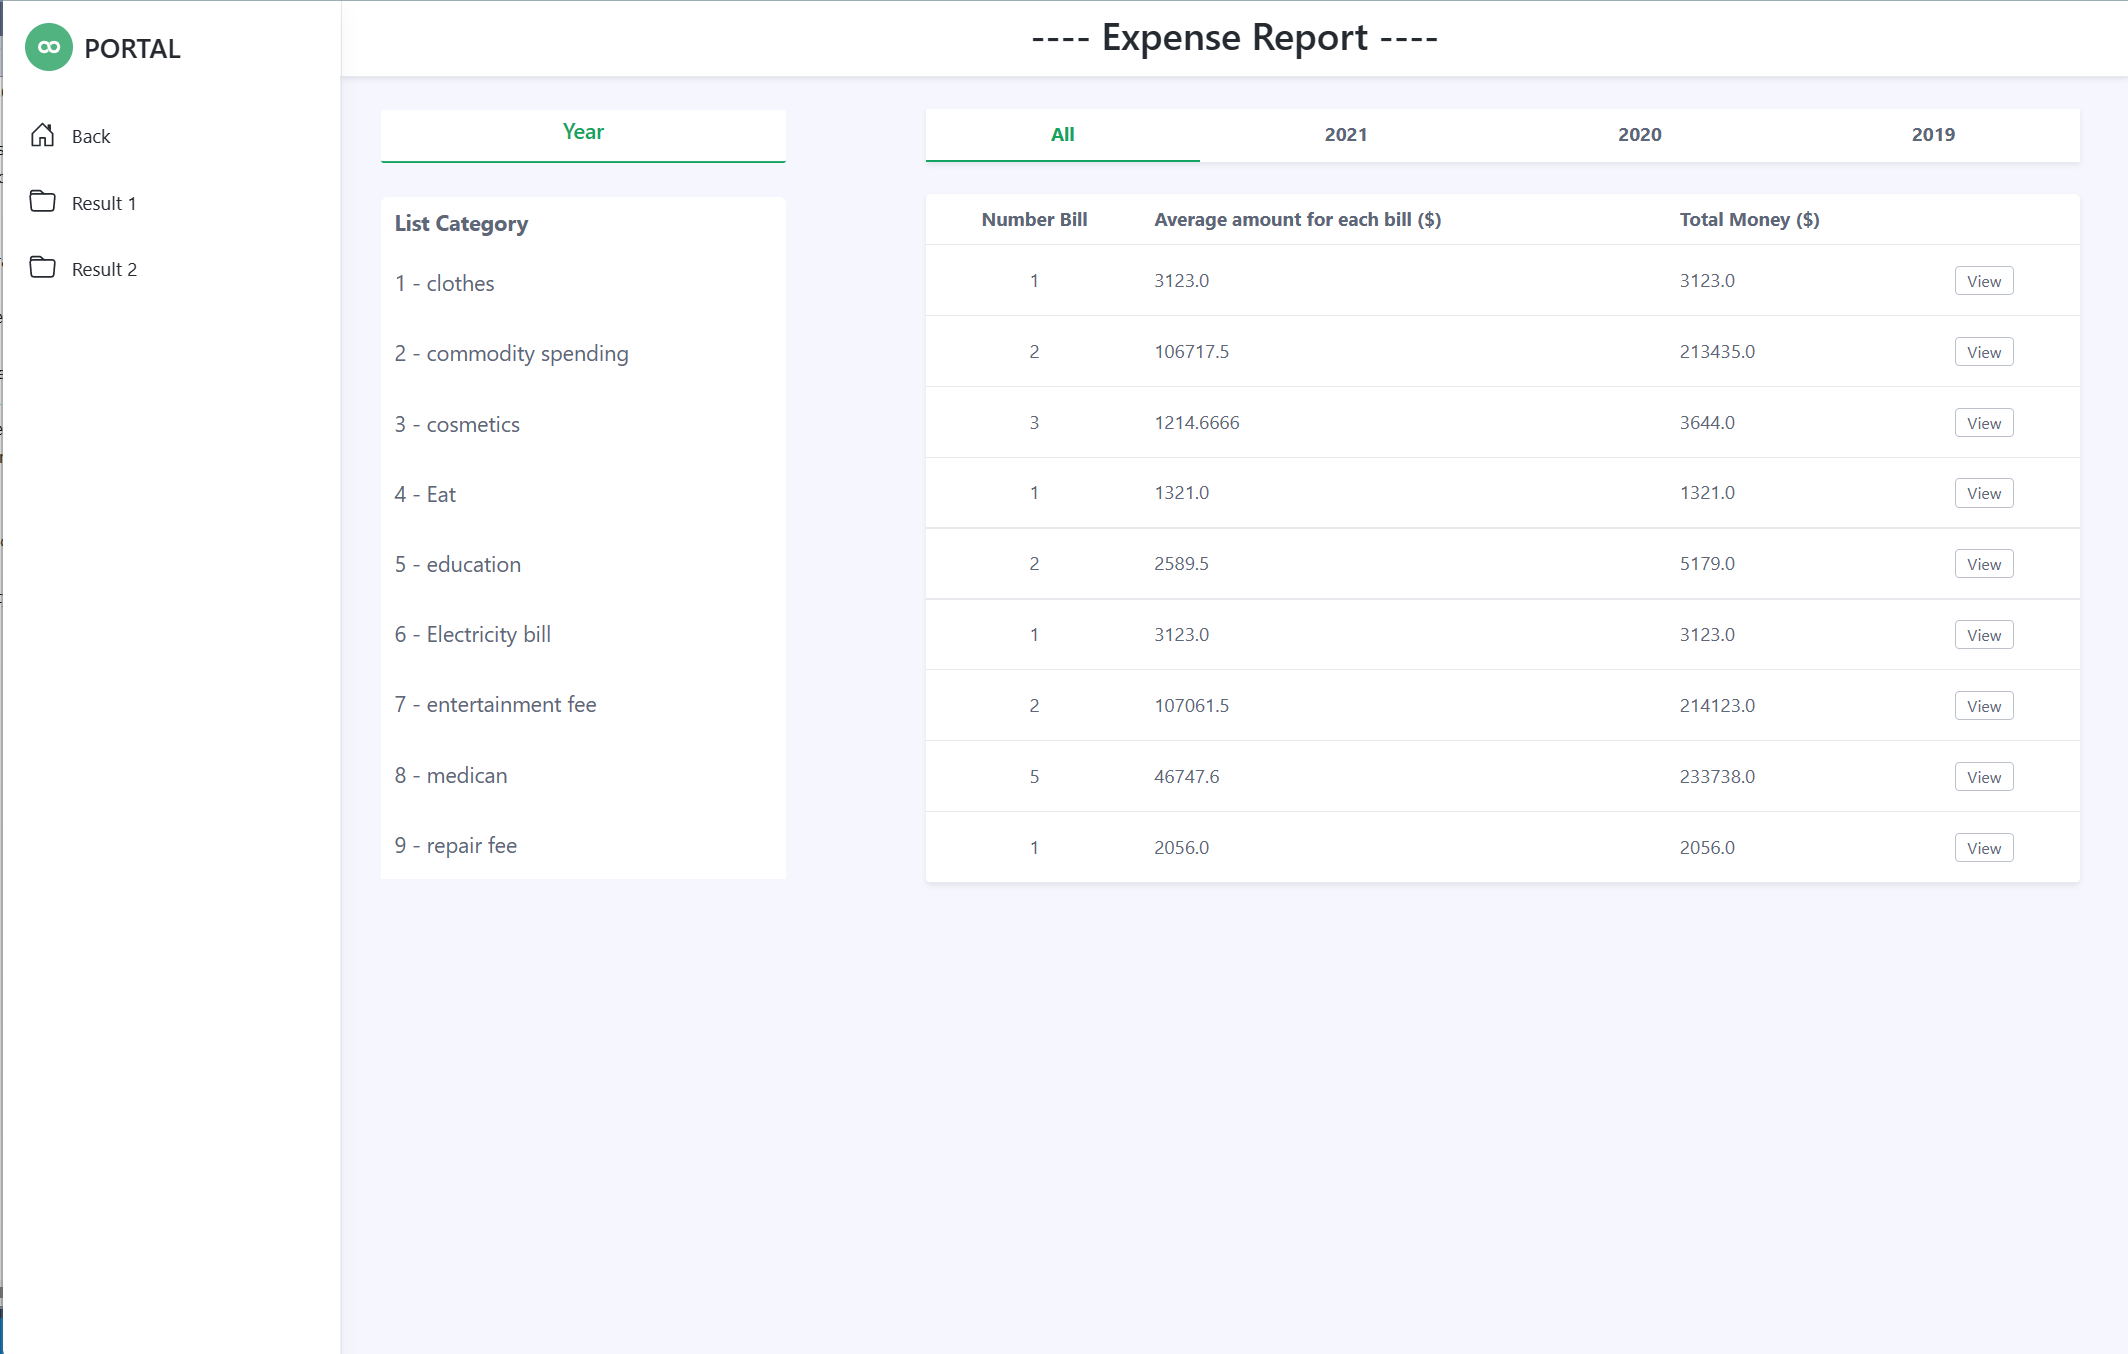 PORTAL
Back
Result 1
Result 2
---- Expense Report ----
Year
List Category
1 - clothes
2 - commodity spending
3 - cosmetics
4 - Eat
5 - education
6 - Electricity bill
7 - entertainment fee
8 - medican
9 - repair fee
All 2021 2020 2019
Number Bill Average amount for each bill ($) Total Money ($)
1 3123.0 3123.0 View
2 106717.5 213435.0 View
3 1214.6666 3644.0 View
1 1321.0 1321.0 View
2 2589.5 5179.0 View
1 3123.0 3123.0 View
2 107061.5 214123.0 View
5 46747.6 233738.0 View
1 2056.0 2056.0 View